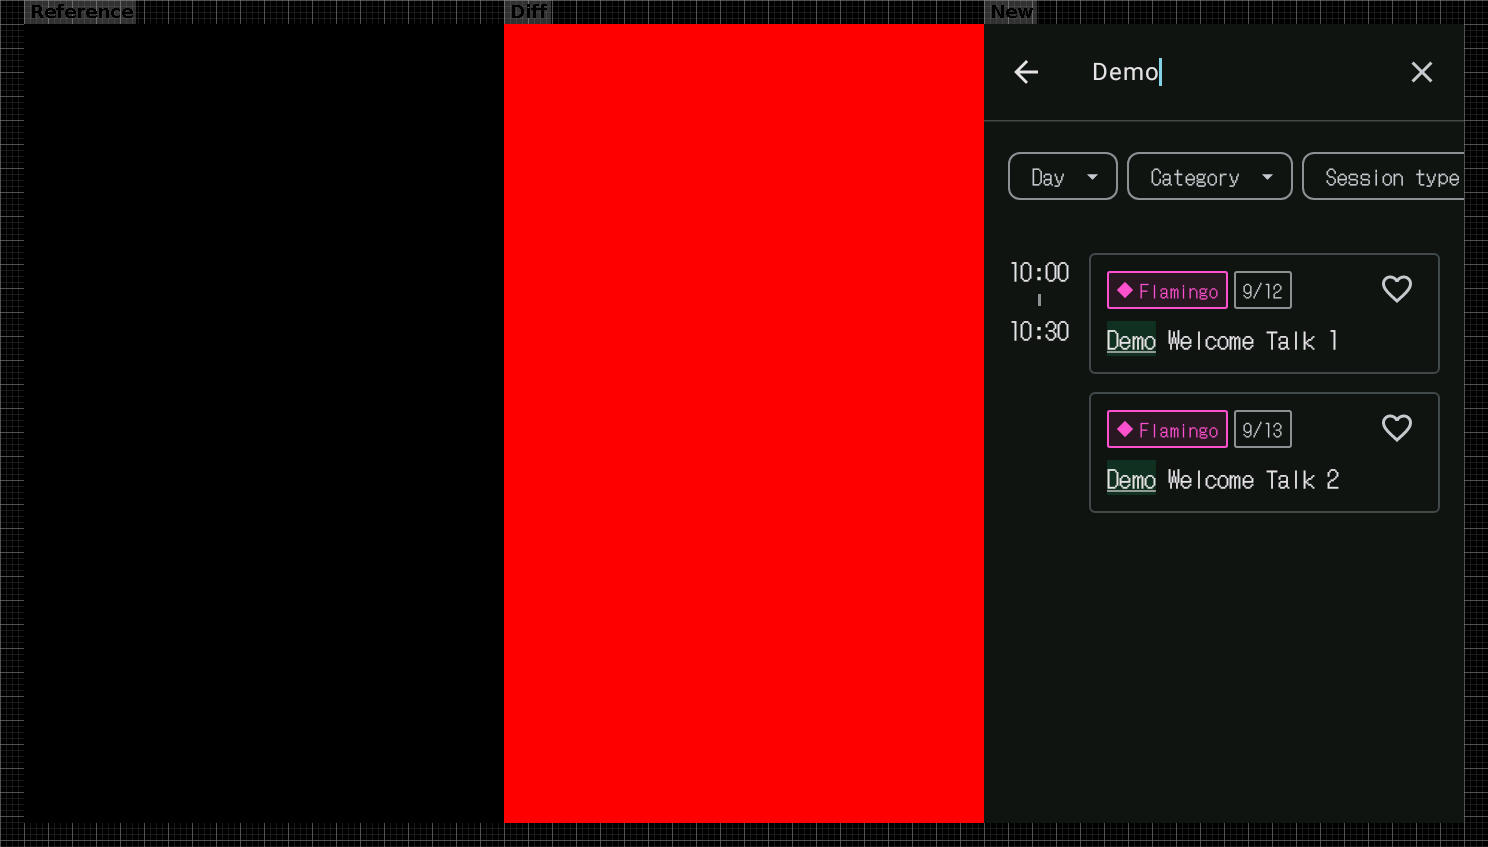 Reference
Diff
New
Demo
Day
Category
Session type
10:00
10:30
Flamingo 9/12
Demo Welcome Talk 1
Flamingo 9/13
Demo Welcome Talk 2